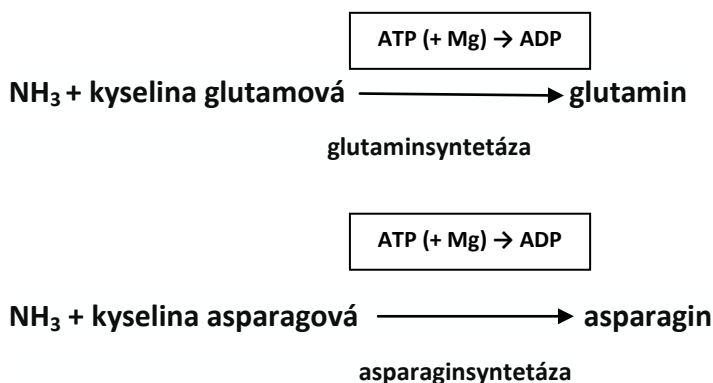 ATP (+ Mg) → ADP
NH₃ + kyselina glutamová → glutamin
glutaminsyntetáza
ATP (+ Mg) → ADP
NH₃ + kyselina asparagová → asparagin
asparaginsyntetáza